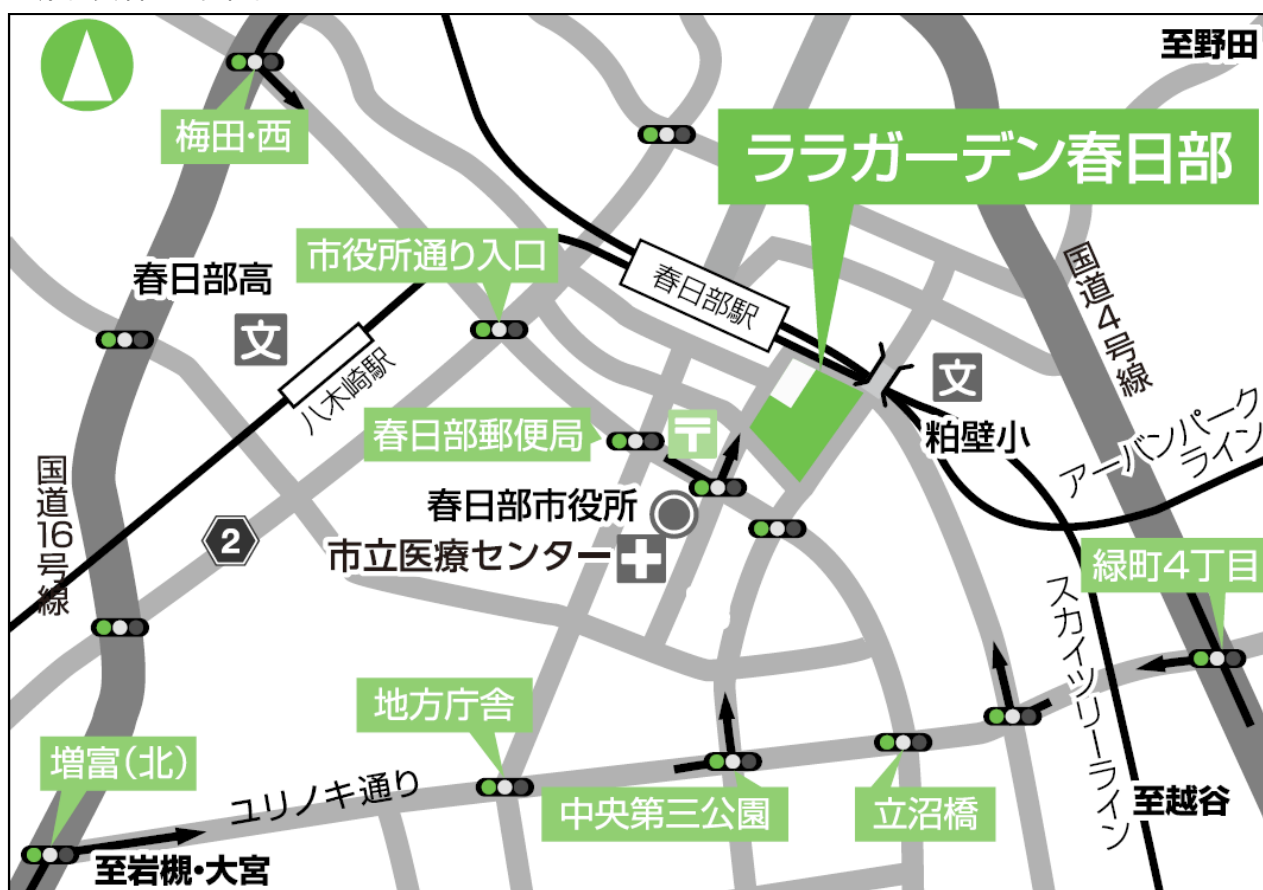 至野田
梅田・西
ララガーデン春日部
市役所通り入口
春日部高
文
春日部駅
国道4号線
八木崎駅
文
春日部郵便局
〒
粕壁小
アーバンパーク
ライン
国道16号線
春日部市役所
2
市立医療センター
緑町4丁目
スカイツリーライン
地方庁舎
増富(北)
ユリノキ通り
中央第三公園
立沼橋
至越谷
至岩槻・大宮